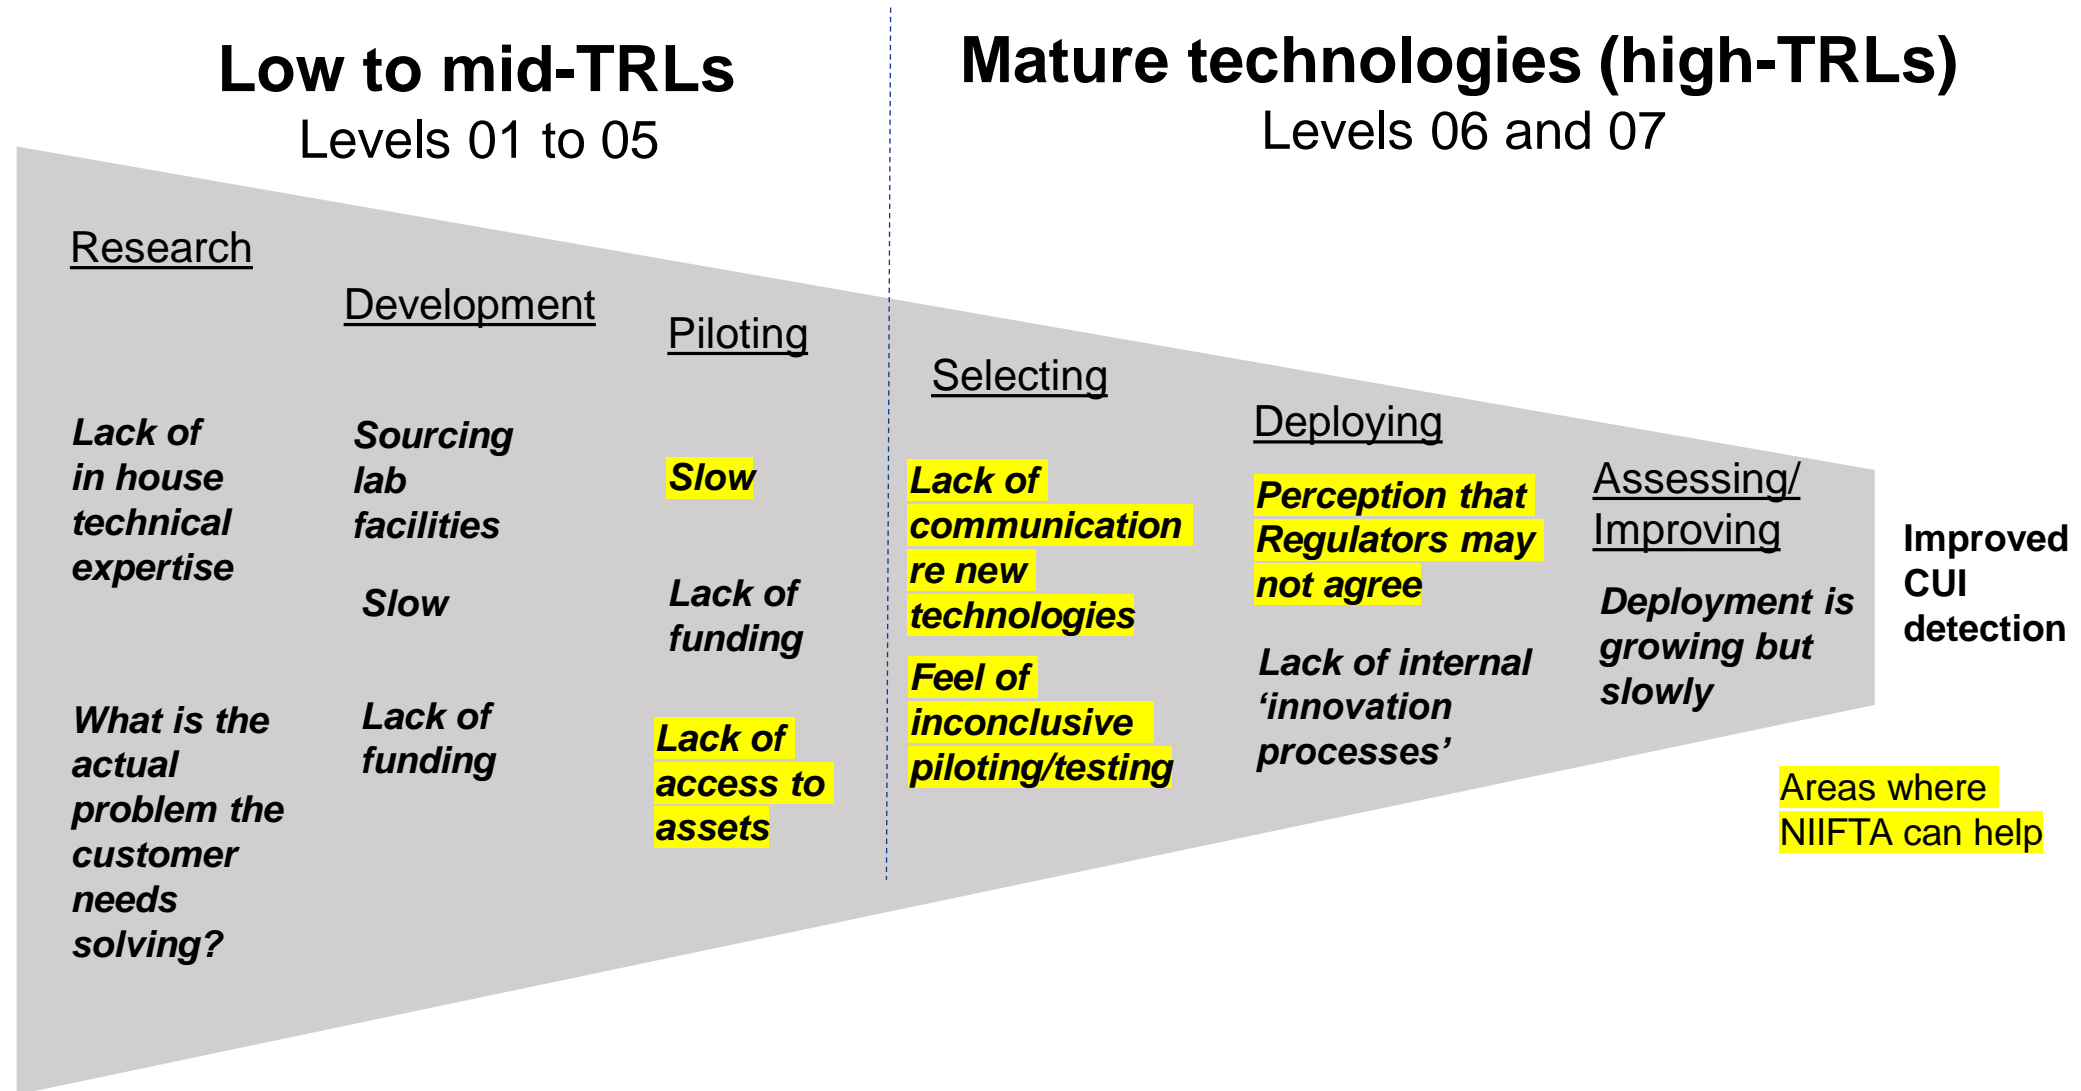 Low to mid-TRLs
Levels 01 to 05
Mature technologies (high-TRLs)
Levels 06 and 07
Research
Lack of
in house
technical
expertise
What is the
actual
problem the
customer
needs
solving?
Development
Sourcing
lab
facilities
Slow
Lack of
funding
Piloting
Slow
Lack of
funding
Lack of
access to
assets
Selecting
Lack of
communication
re new
technologies
Feel of
inconclusive
piloting/testing
Deploying
Perception that
Regulators may
not agree
Lack of internal
‘innovation
processes’
Assessing/
Improving
Deployment is
growing but
slowly
Improved
CUI
detection
Areas where
NIIFTA can help